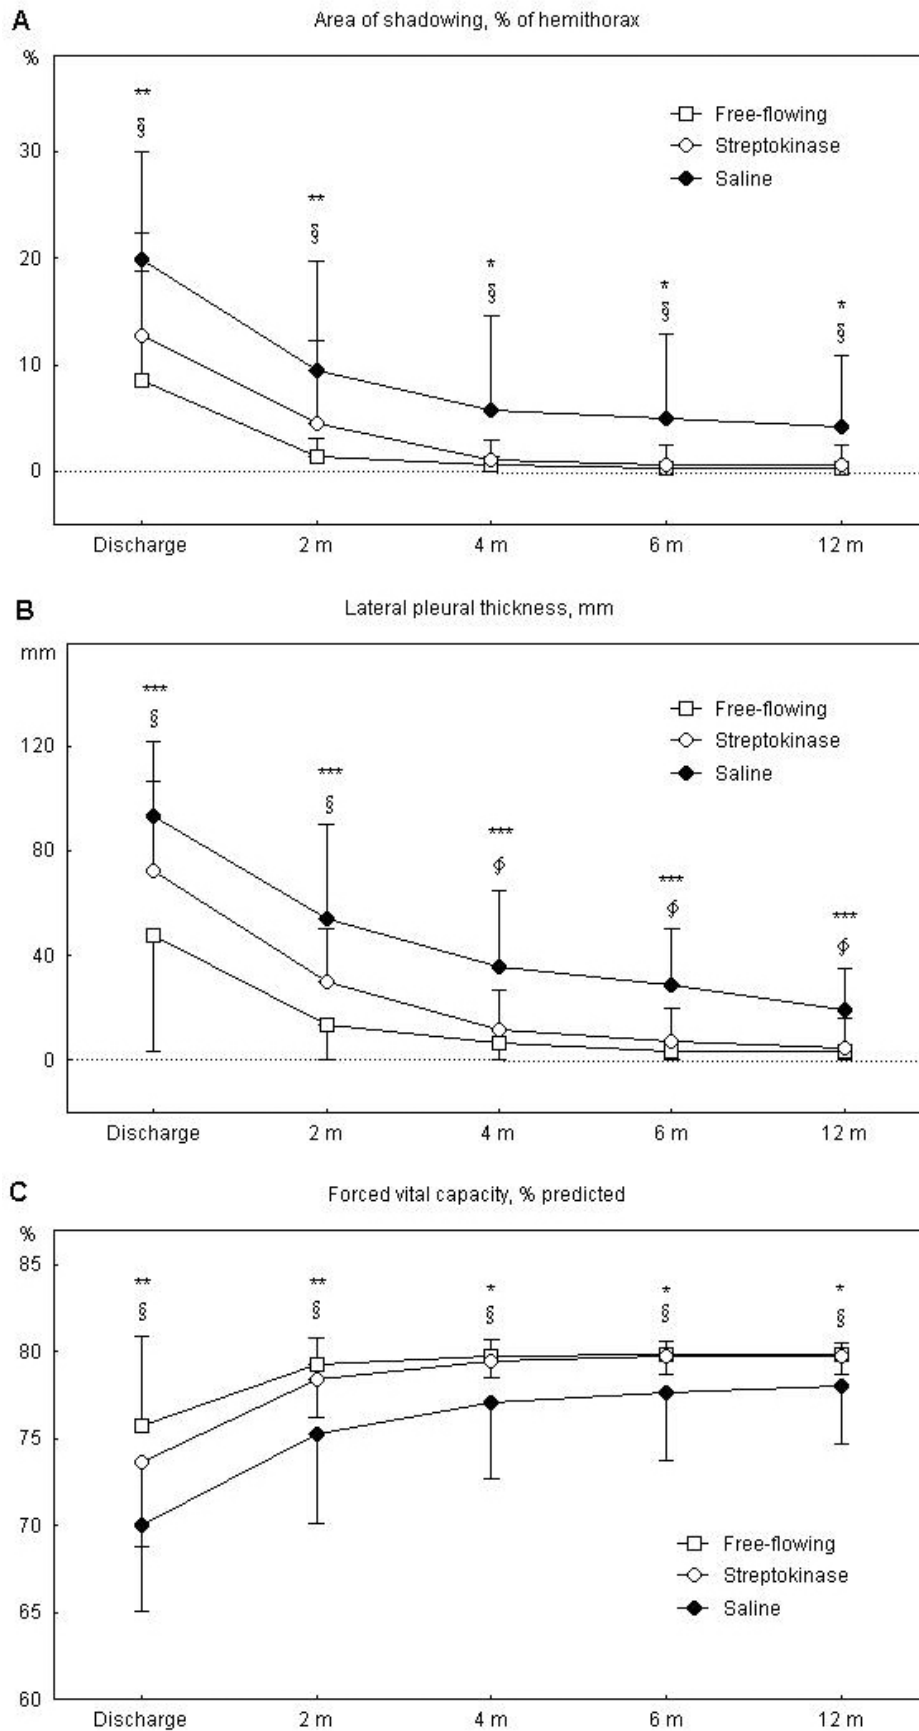 A
Area of shadowing, % of hemithorax
%
**
§
**
§
*
§
*
§
*
§
Free-flowing
Streptokinase
Saline
30
20
10
0
Discharge 2 m 4 m 6 m 12 m
B
Lateral pleural thickness, mm
mm
***
§
***
§
***
∮
***
∮
***
∮
Free-flowing
Streptokinase
Saline
120
80
40
0
Discharge 2 m 4 m 6 m 12 m
C
Forced vital capacity, % predicted
%
**
§
**
§
*
§
*
§
*
§
85
80
75
70
65
60
Free-flowing
Streptokinase
Saline
Discharge 2 m 4 m 6 m 12 m